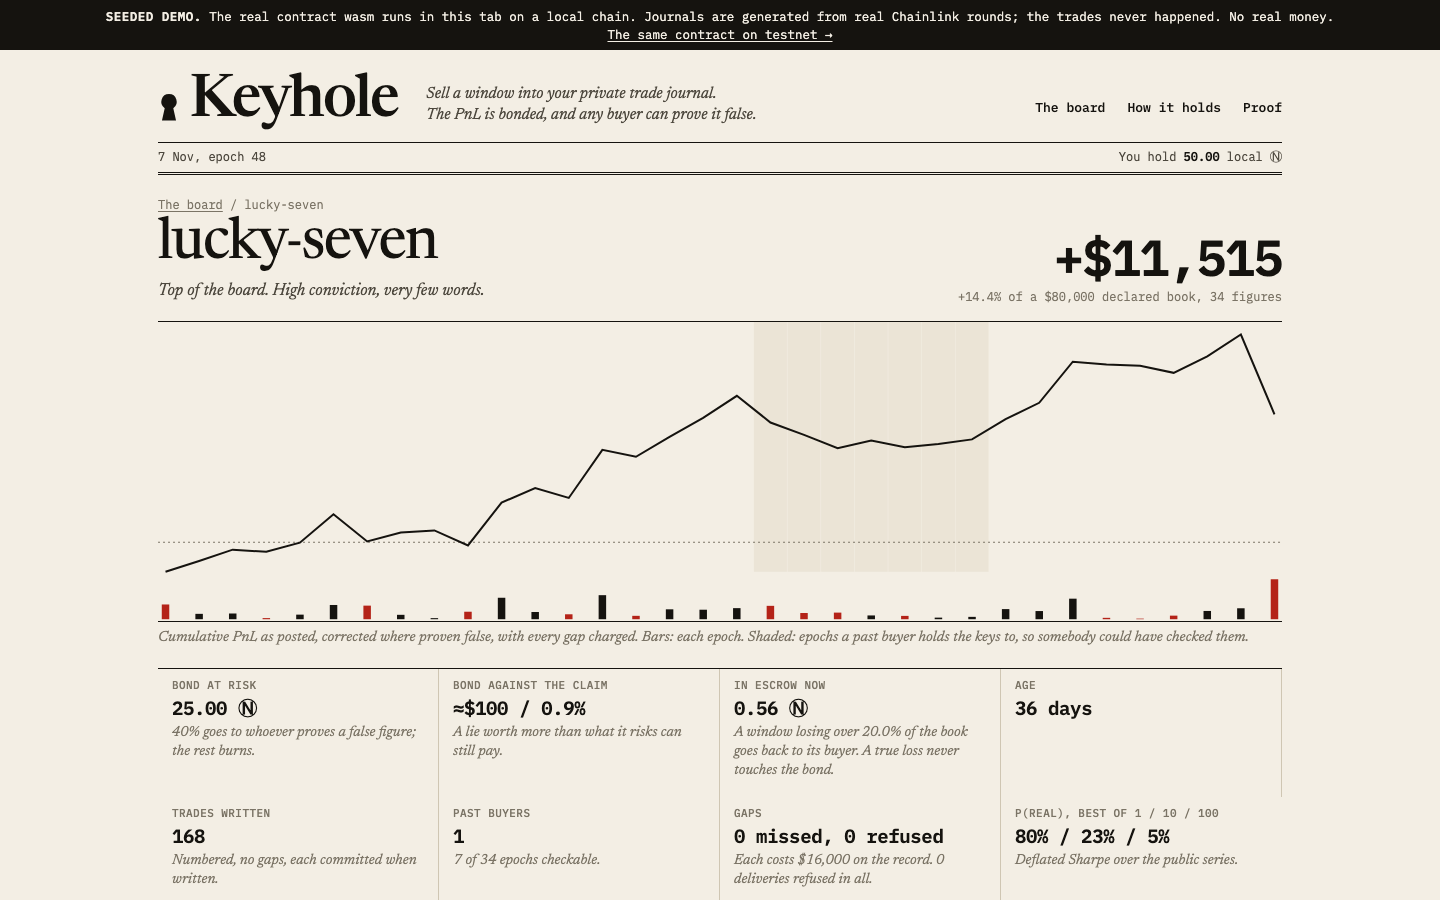 SEEDED DEMO. The real contract wasm runs in this tab on a local chain. Journals are generated from real Chainlink rounds; the trades never happened. No real money.
The same contract on testnet →
Keyhole
Sell a window into your private trade journal.
The PnL is bonded, and any buyer can prove it false.
The board How it holds Proof
7 Nov, epoch 48
You hold 50.00 local Ⓝ
The board / lucky-seven
lucky-seven
Top of the board. High conviction, very few words.
+$11,515
+14.4% of a $80,000 declared book, 34 figures
Cumulative PnL as posted, corrected where proven false, with every gap charged. Bars: each epoch. Shaded: epochs a past buyer holds the keys to, so somebody could have checked them.
BOND AT RISK
25.00 Ⓝ
40% goes to whoever proves a false figure;
the rest burns.
BOND AGAINST THE CLAIM
≈$100 / 0.9%
A lie worth more than what it risks can
still pay.
IN ESCROW NOW
0.56 Ⓝ
A window losing over 20.0% of the book
goes back to its buyer. A true loss never
touches the bond.
AGE
36 days
TRADES WRITTEN
168
Numbered, no gaps, each committed when
written.
PAST BUYERS
1
7 of 34 epochs checkable.
GAPS
0 missed, 0 refused
Each costs $16,000 on the record. 0
deliveries refused in all.
P(REAL), BEST OF 1 / 10 / 100
80% / 23% / 5%
Deflated Sharpe over the public series.